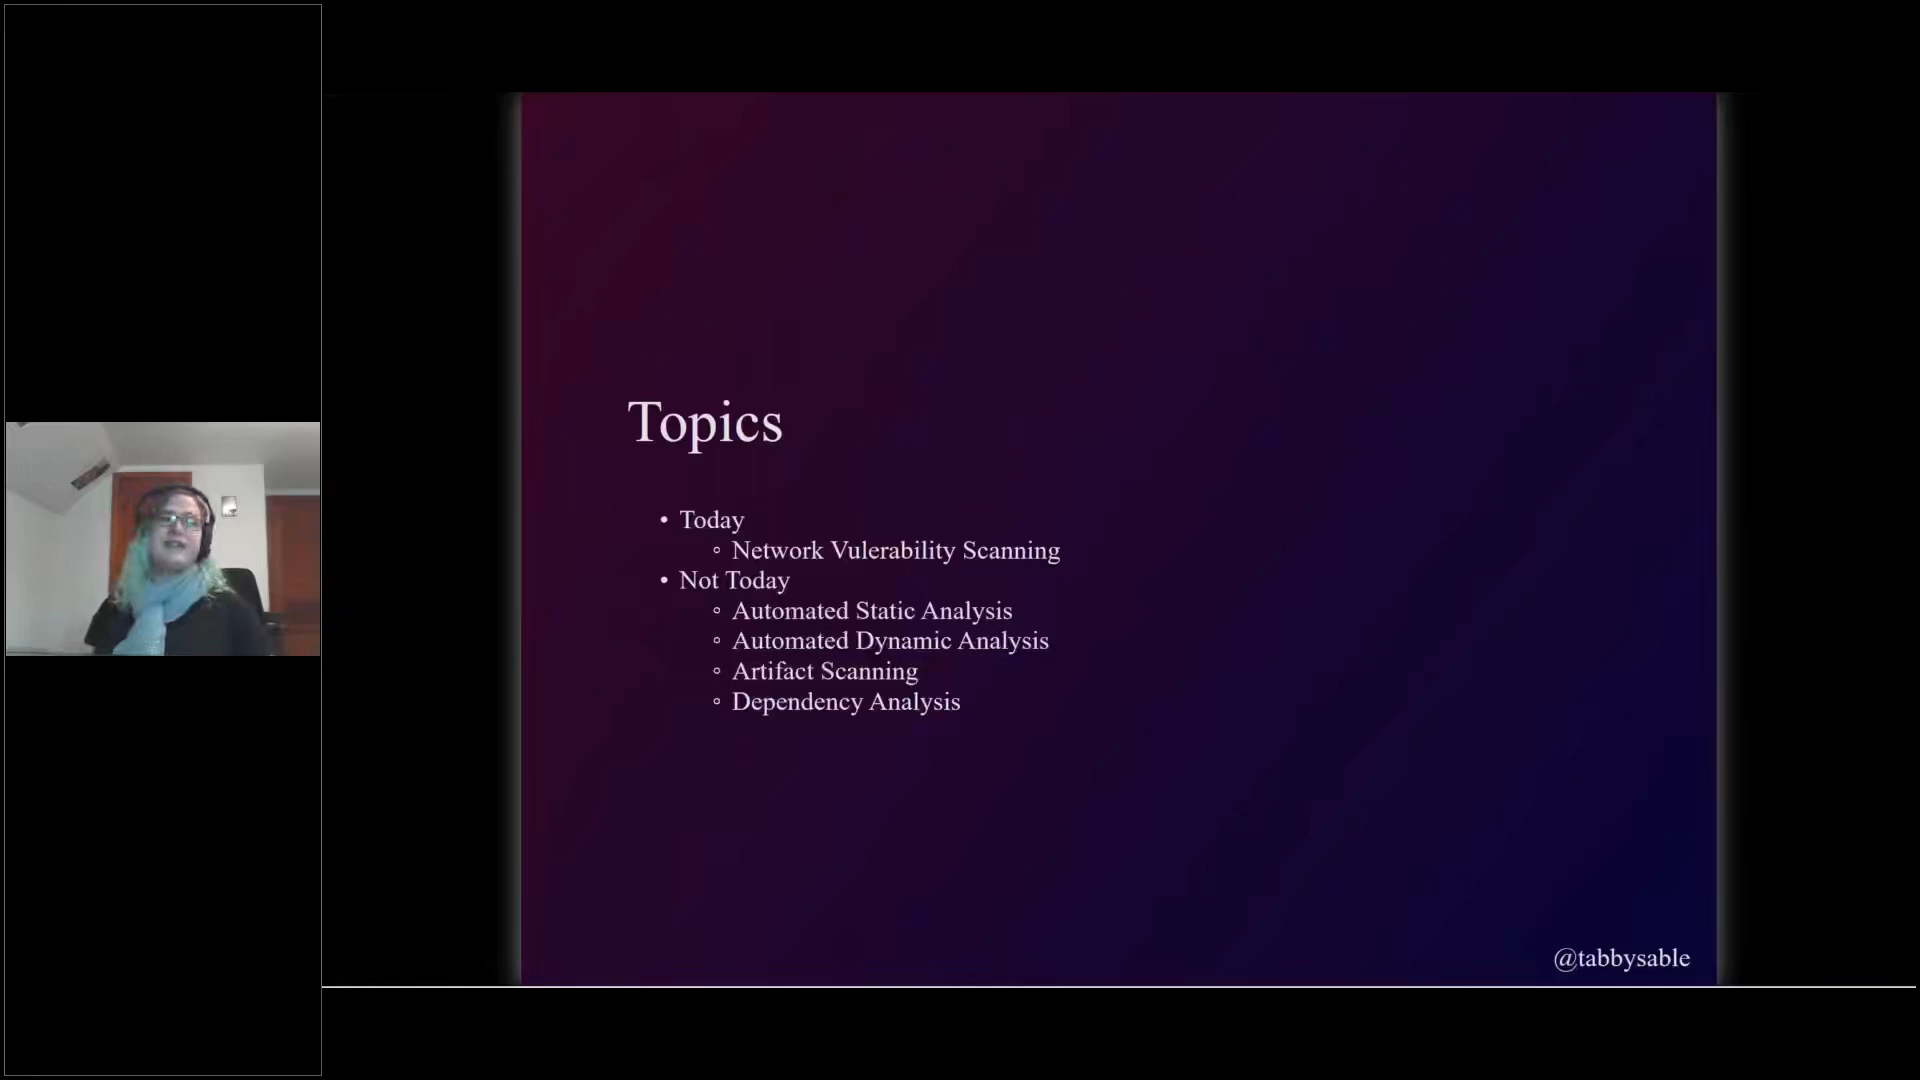 Topics
• Today
◦ Network Vulerability Scanning
• Not Today
◦ Automated Static Analysis
◦ Automated Dynamic Analysis
◦ Artifact Scanning
◦ Dependency Analysis
@tabbysable